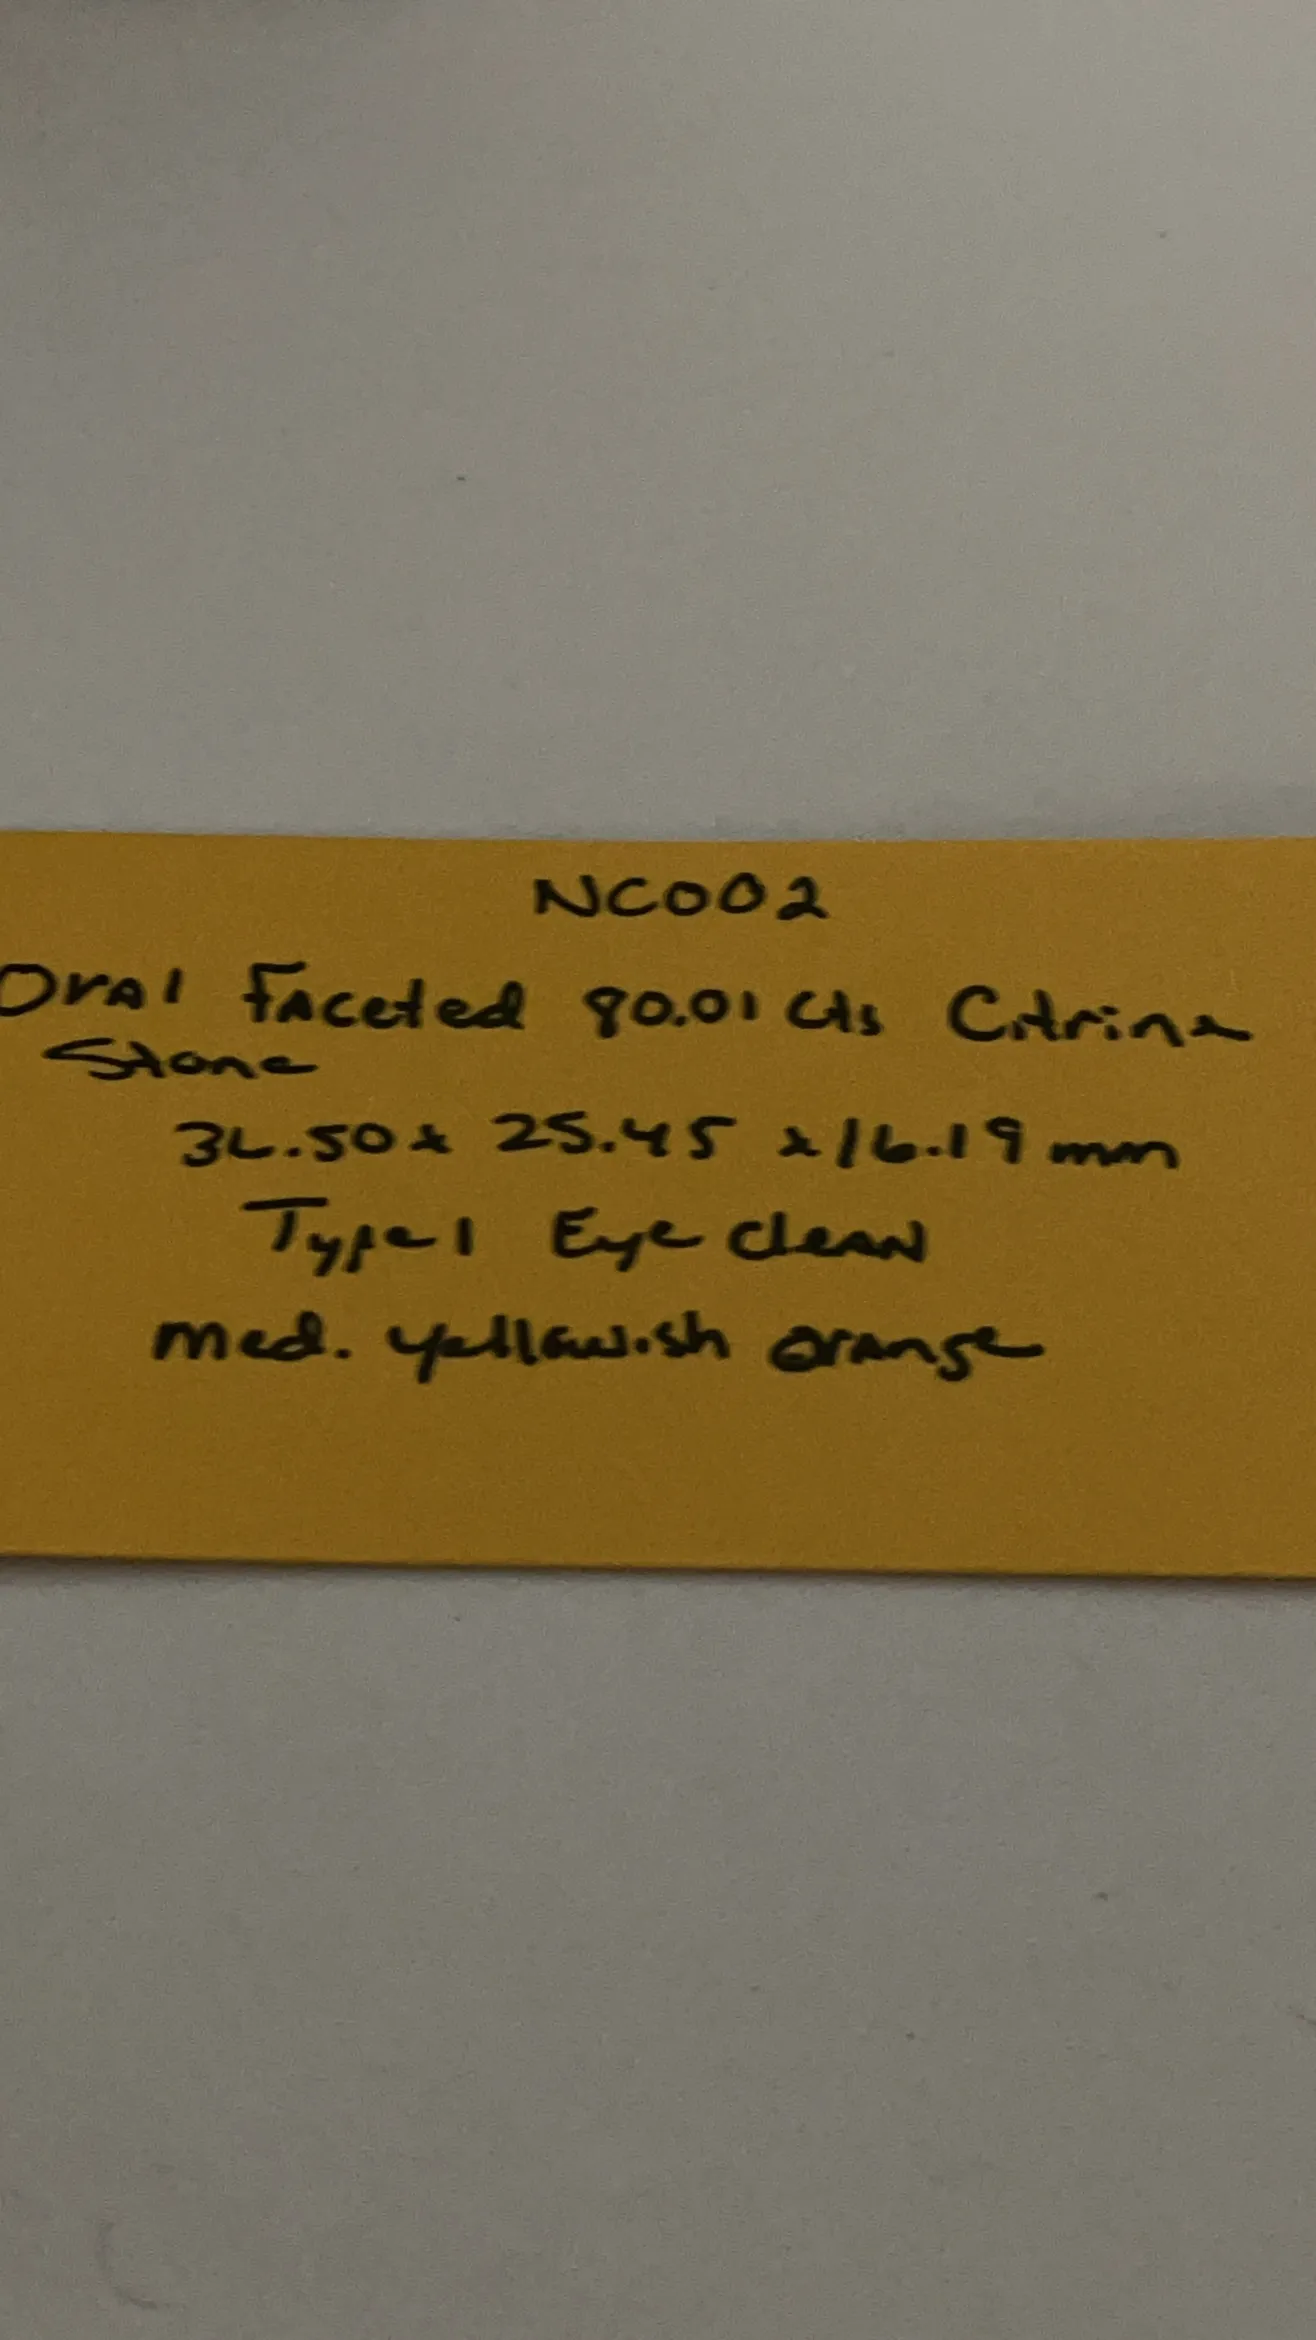 NC002
Oval Faceted 80.01 Cts Citrine
Stone
36.50 x 25.45 x 16.19 mm
Type 1 Eye clean
med. yellowish orange